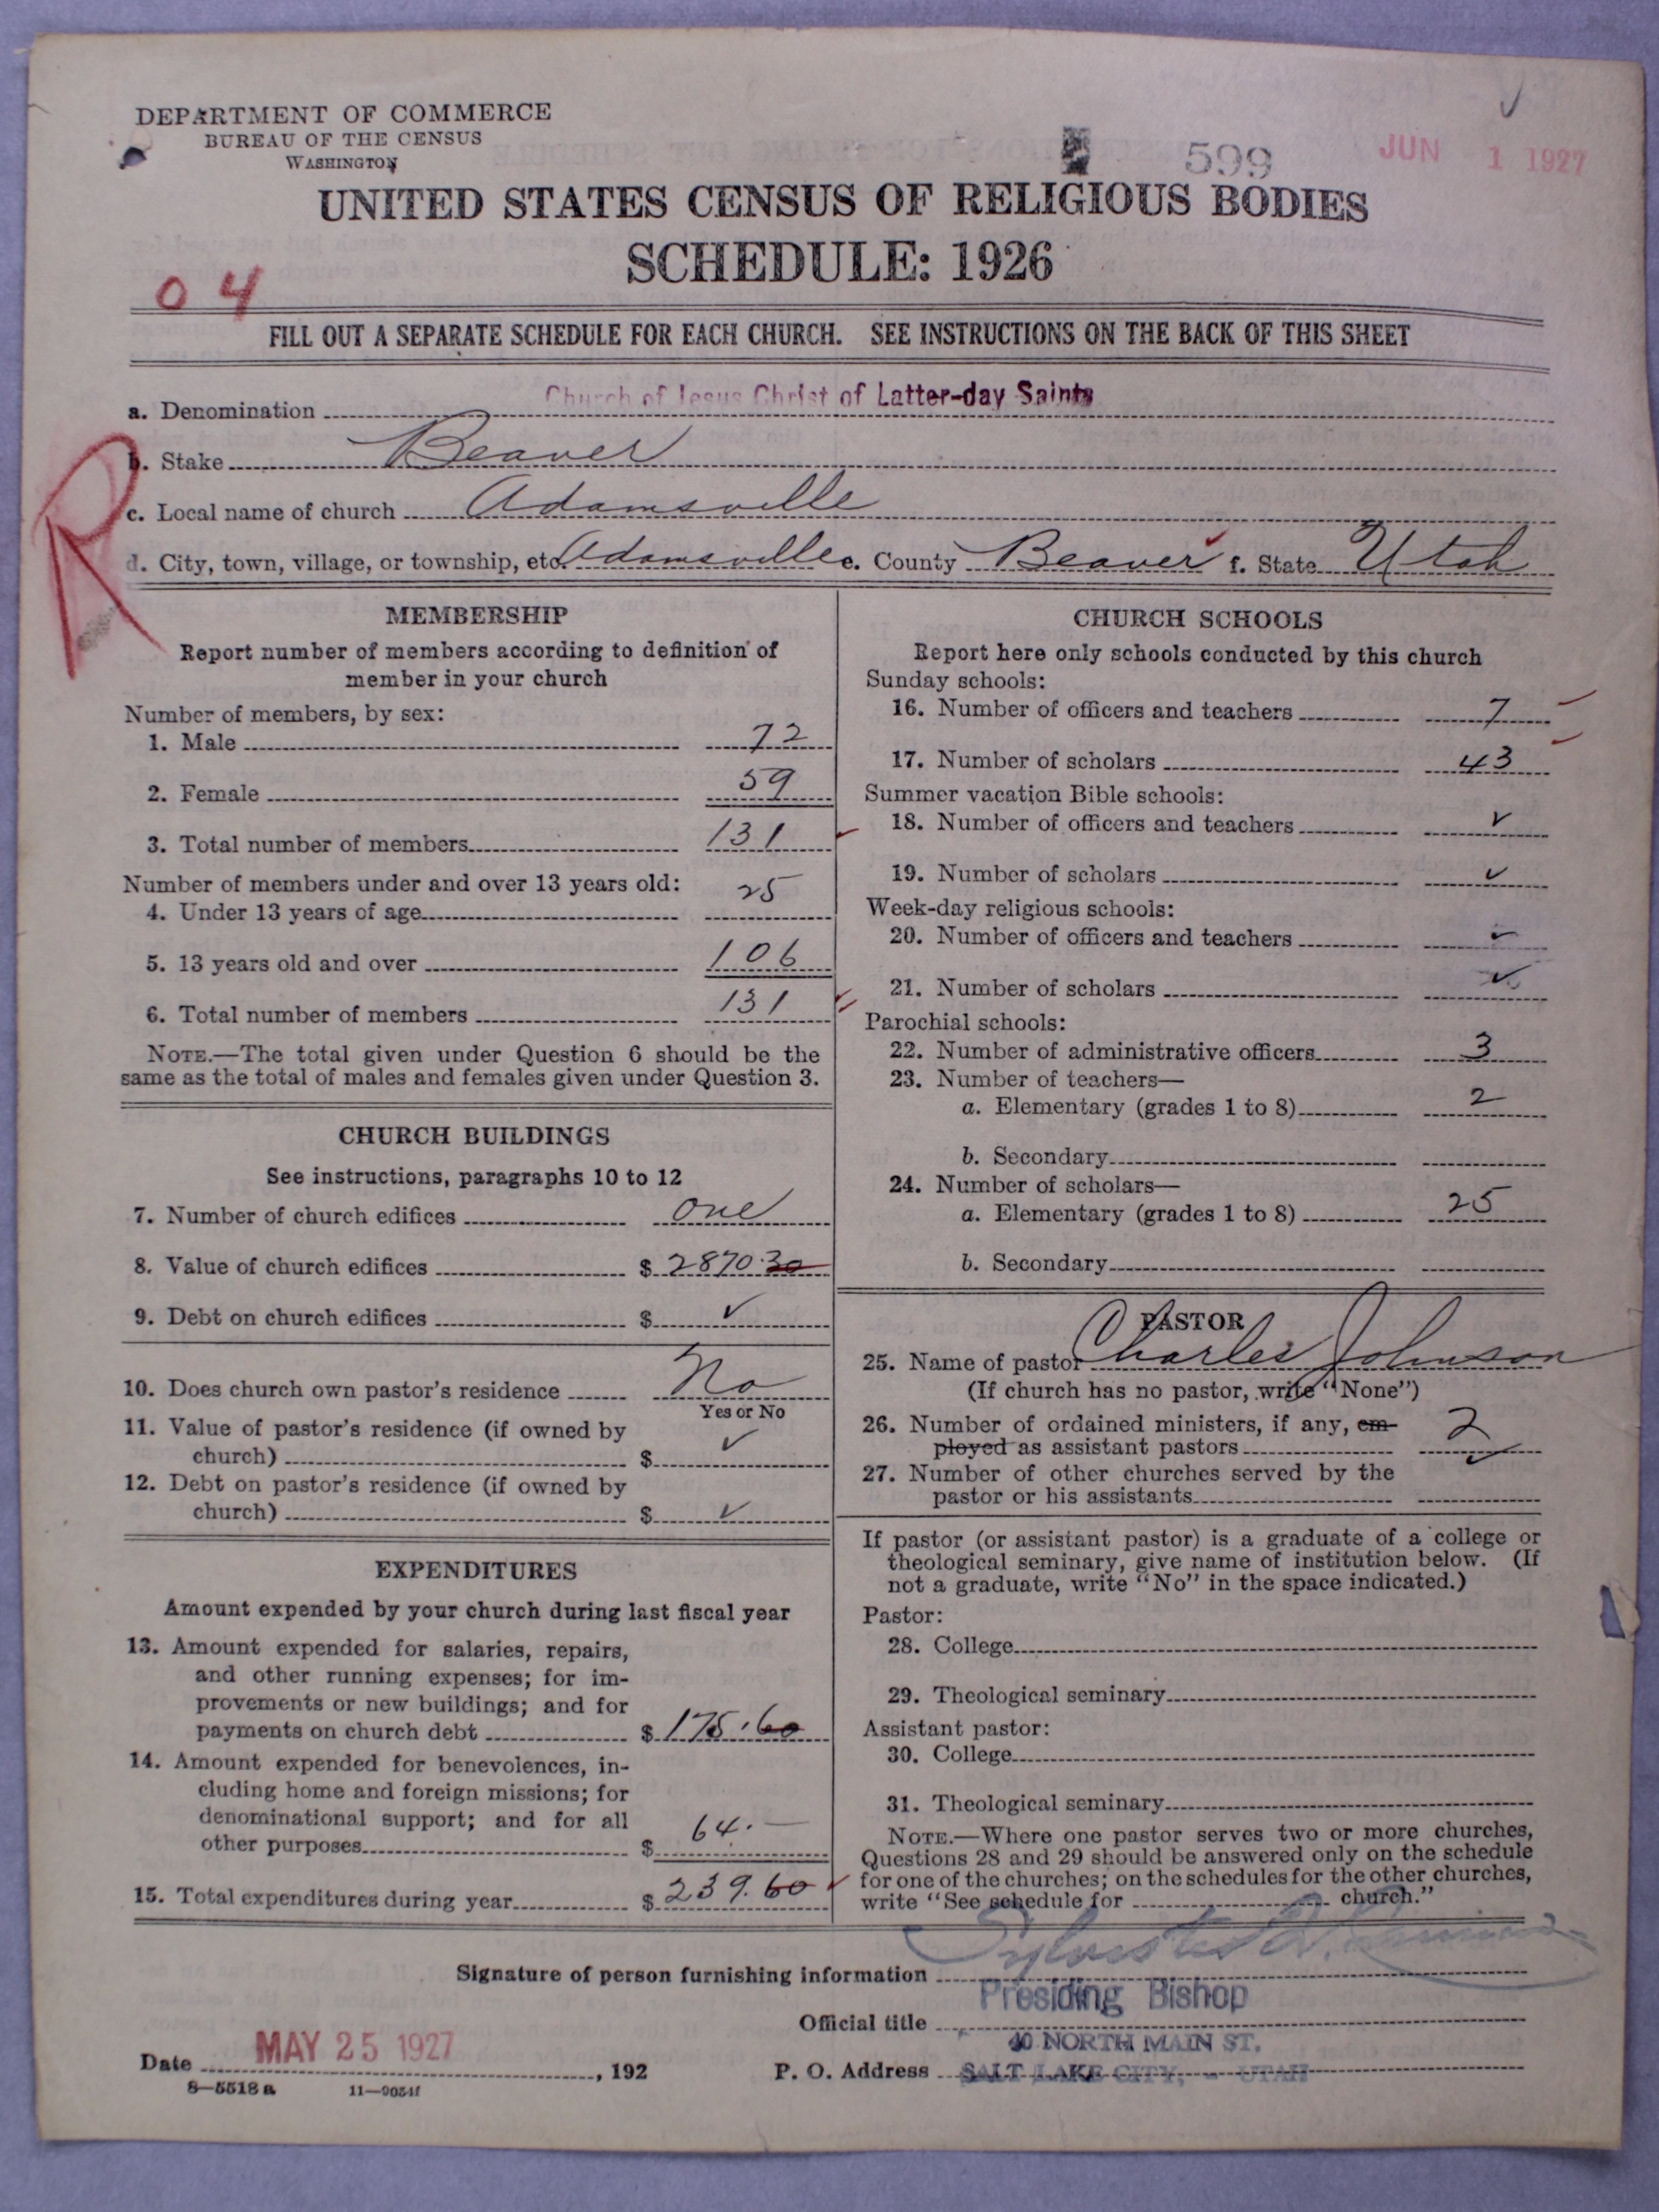 DEPARTMENT OF COMMERCE
BUREAU OF THE CENSUS
WASHINGTON
599
JUN 1 1927
UNITED STATES CENSUS OF RELIGIOUS BODIES
SCHEDULE: 1926
04
FILL OUT A SEPARATE SCHEDULE FOR EACH CHURCH. SEE INSTRUCTIONS ON THE BACK OF THIS SHEET
a. Denomination Church of Jesus Christ of Latter-day Saints
R
b. Stake Beaver
c. Local name of church Adamsville
d. City, town, village, or township, etc. Adamsville e. County Beaver f. State Utah
MEMBERSHIP
Report number of members according to definition of
member in your church
Number of members, by sex:
1. Male 72
2. Female 59
3. Total number of members 131
Number of members under and over 13 years old:
4. Under 13 years of age 25
5. 13 years old and over 106
6. Total number of members 131
NOTE.—The total given under Question 6 should be the
same as the total of males and females given under Question 3.
CHURCH BUILDINGS
See instructions, paragraphs 10 to 12
7. Number of church edifices one
8. Value of church edifices $ 2870.30
9. Debt on church edifices $ ✓
10. Does church own pastor's residence No
Yes or No
11. Value of pastor's residence (if owned by
church) $ ✓
12. Debt on pastor's residence (if owned by
church) $ ✓
EXPENDITURES
Amount expended by your church during last fiscal year
13. Amount expended for salaries, repairs,
and other running expenses; for im-
provements or new buildings; and for
payments on church debt $ 175.60
14. Amount expended for benevolences, in-
cluding home and foreign missions; for
denominational support; and for all
other purposes $ 64.—
15. Total expenditures during year $ 239.60
CHURCH SCHOOLS
Report here only schools conducted by this church
Sunday schools:
16. Number of officers and teachers 7
17. Number of scholars 43
Summer vacation Bible schools:
18. Number of officers and teachers ✓
19. Number of scholars ✓
Week-day religious schools:
20. Number of officers and teachers ✓
21. Number of scholars ✓
Parochial schools:
22. Number of administrative officers 3
23. Number of teachers—
a. Elementary (grades 1 to 8) 2
b. Secondary
24. Number of scholars—
a. Elementary (grades 1 to 8) 25
b. Secondary
PASTOR
25. Name of pastor Charles Johnson
(If church has no pastor, write "None")
26. Number of ordained ministers, if any, em-
ployed as assistant pastors 2
27. Number of other churches served by the
pastor or his assistants ✓
If pastor (or assistant pastor) is a graduate of a college or
theological seminary, give name of institution below. (If
not a graduate, write "No" in the space indicated.)
Pastor:
28. College
29. Theological seminary
Assistant pastor:
30. College
31. Theological seminary
NOTE.—Where one pastor serves two or more churches,
Questions 28 and 29 should be answered only on the schedule
for one of the churches; on the schedules for the other churches,
write "See schedule for church."
Signature of person furnishing information Sylvester Q. Cannon
Official title Presiding Bishop
Date MAY 25 1927, 192
P. O. Address 40 NORTH MAIN ST.
SALT LAKE CITY, - UTAH
8—5518 a